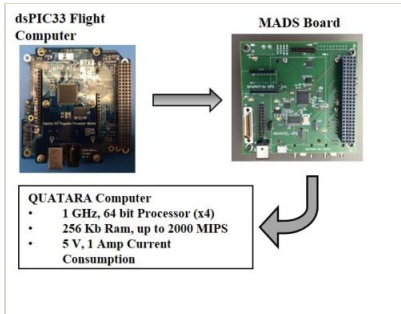 dsPIC33 Flight
Computer
MADS Board
QUATARA Computer
• 1 GHz, 64 bit Processor (x4)
• 256 Kb Ram, up to 2000 MIPS
• 5 V, 1 Amp Current
Consumption